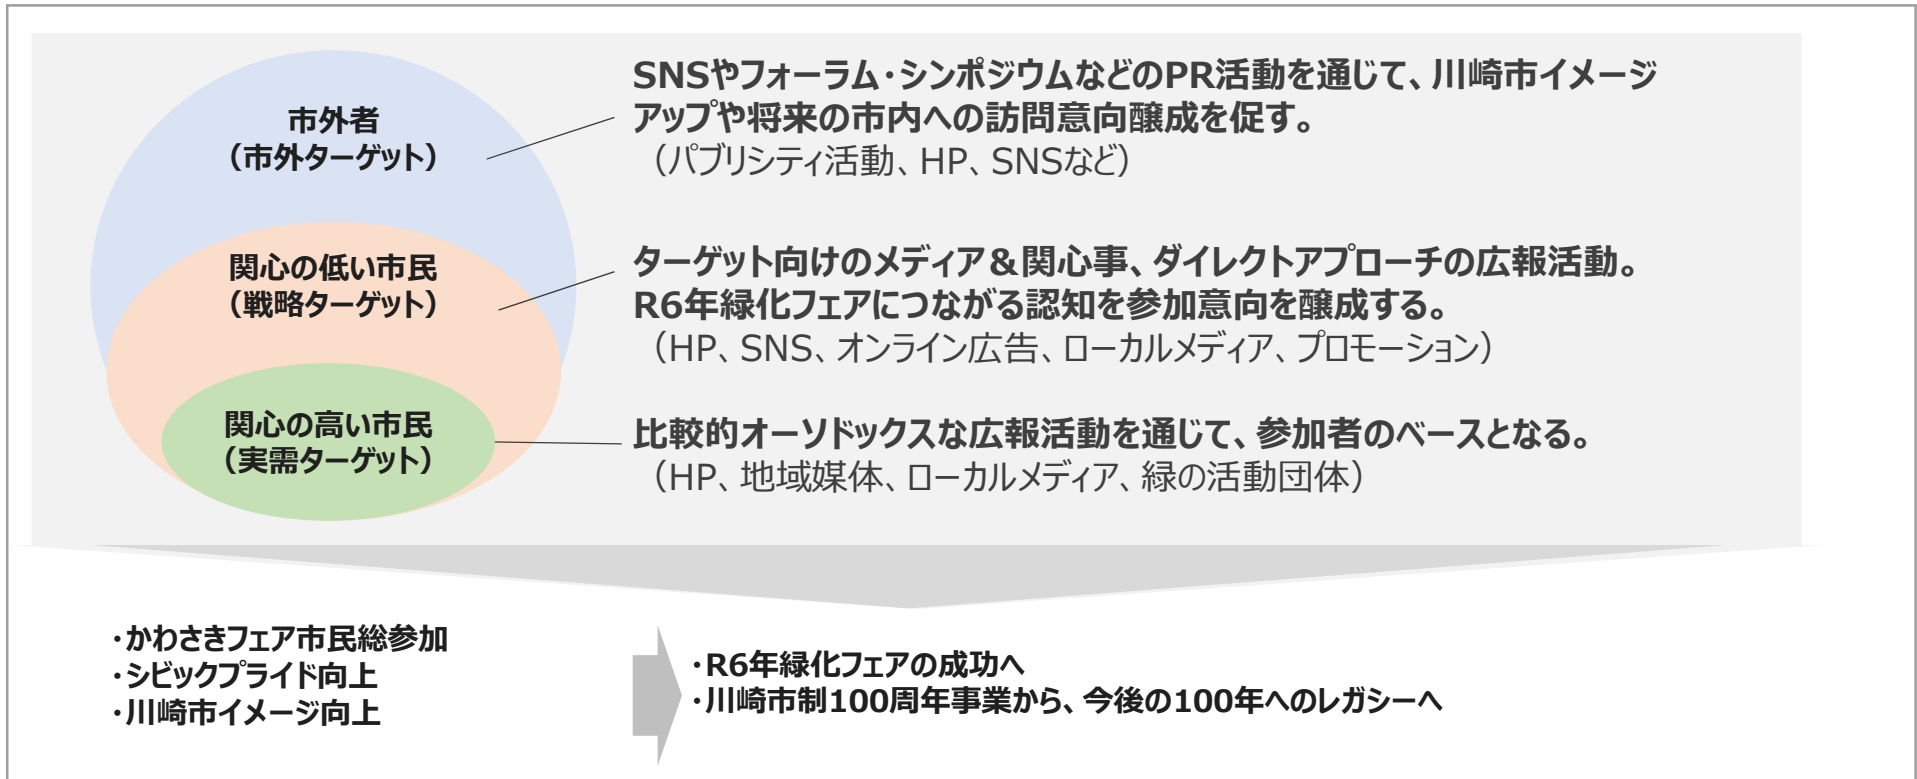 市外者
（市外ターゲット）
SNSやフォーラム・シンポジウムなどのPR活動を通じて、川崎市イメージ
アップや将来の市内への訪問意向醸成を促す。
（パブリシティ活動、HP、SNSなど）
関心の低い市民
（戦略ターゲット）
ターゲット向けのメディア＆関心事、ダイレクトアプローチの広報活動。
R6年緑化フェアにつながる認知を参加意向を醸成する。
（HP、SNS、オンライン広告、ローカルメディア、プロモーション）
関心の高い市民
（実需ターゲット）
比較的オーソドックスな広報活動を通じて、参加者のベースとなる。
（HP、地域媒体、ローカルメディア、緑の活動団体）
・かわさきフェア市民総参加
・シビックプライド向上
・川崎市イメージ向上
・R6年緑化フェアの成功へ
・川崎市制100周年事業から、今後の100年へのレガシーへ